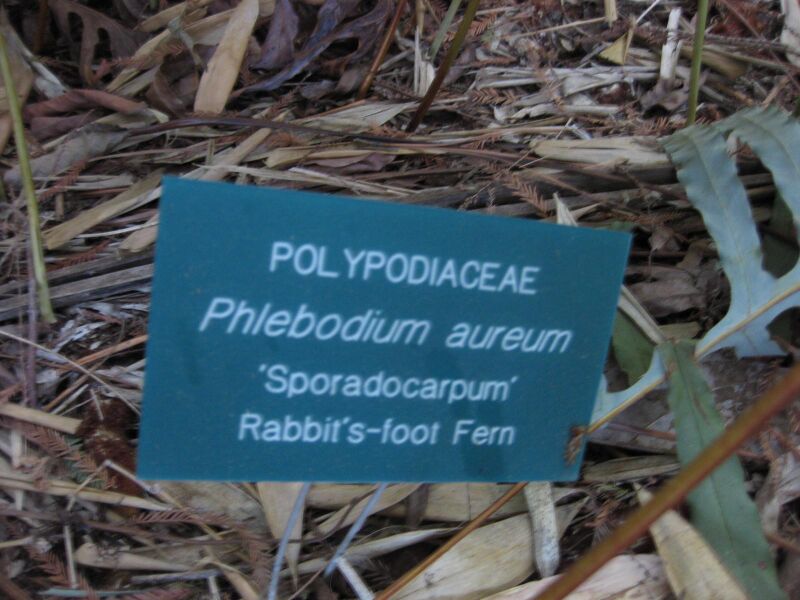 POLYPODIACEAE
Phlebodium aureum
'Sporadocarpum'
Rabbit's-foot Fern